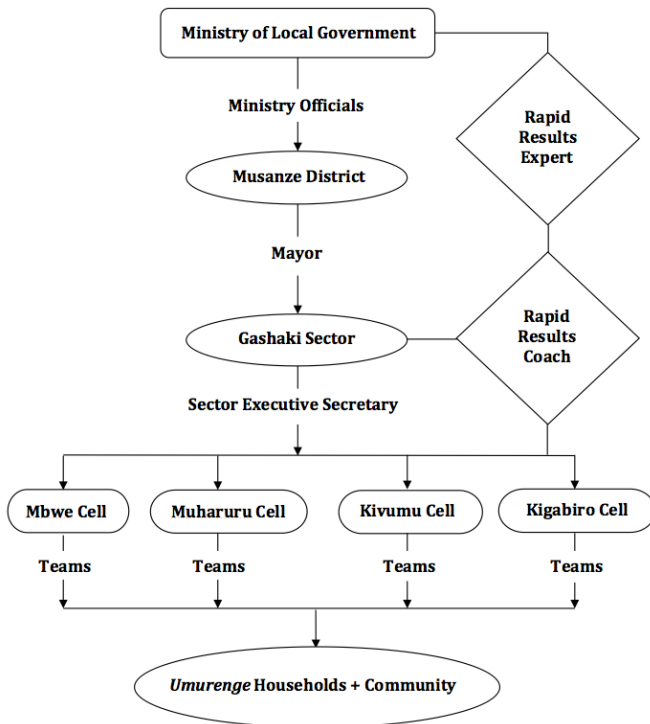 Ministry of Local Government
Ministry Officials
Rapid
Results
Expert
Musanze District
Mayor
Gashaki Sector
Rapid
Results
Coach
Sector Executive Secretary
Mbwe Cell
Muharuru Cell
Kivumu Cell
Kigabiro Cell
Teams
Teams
Teams
Teams
Umurenge Households + Community